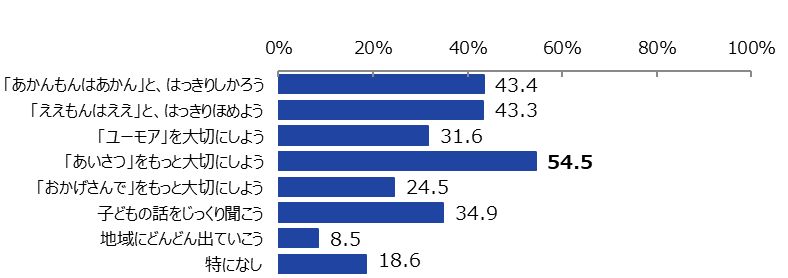 0% 20% 40% 60% 80% 100%
「あかんもんはあかん」と、はっきりしかろう 43.4
「ええもんはええ」と、はっきりほめよう 43.3
「ユーモア」を大切にしよう 31.6
「あいさつ」をもっと大切にしよう 54.5
「おかげさんで」をもっと大切にしよう 24.5
子どもの話をじっくり聞こう 34.9
地域にどんどん出ていこう 8.5
特になし 18.6